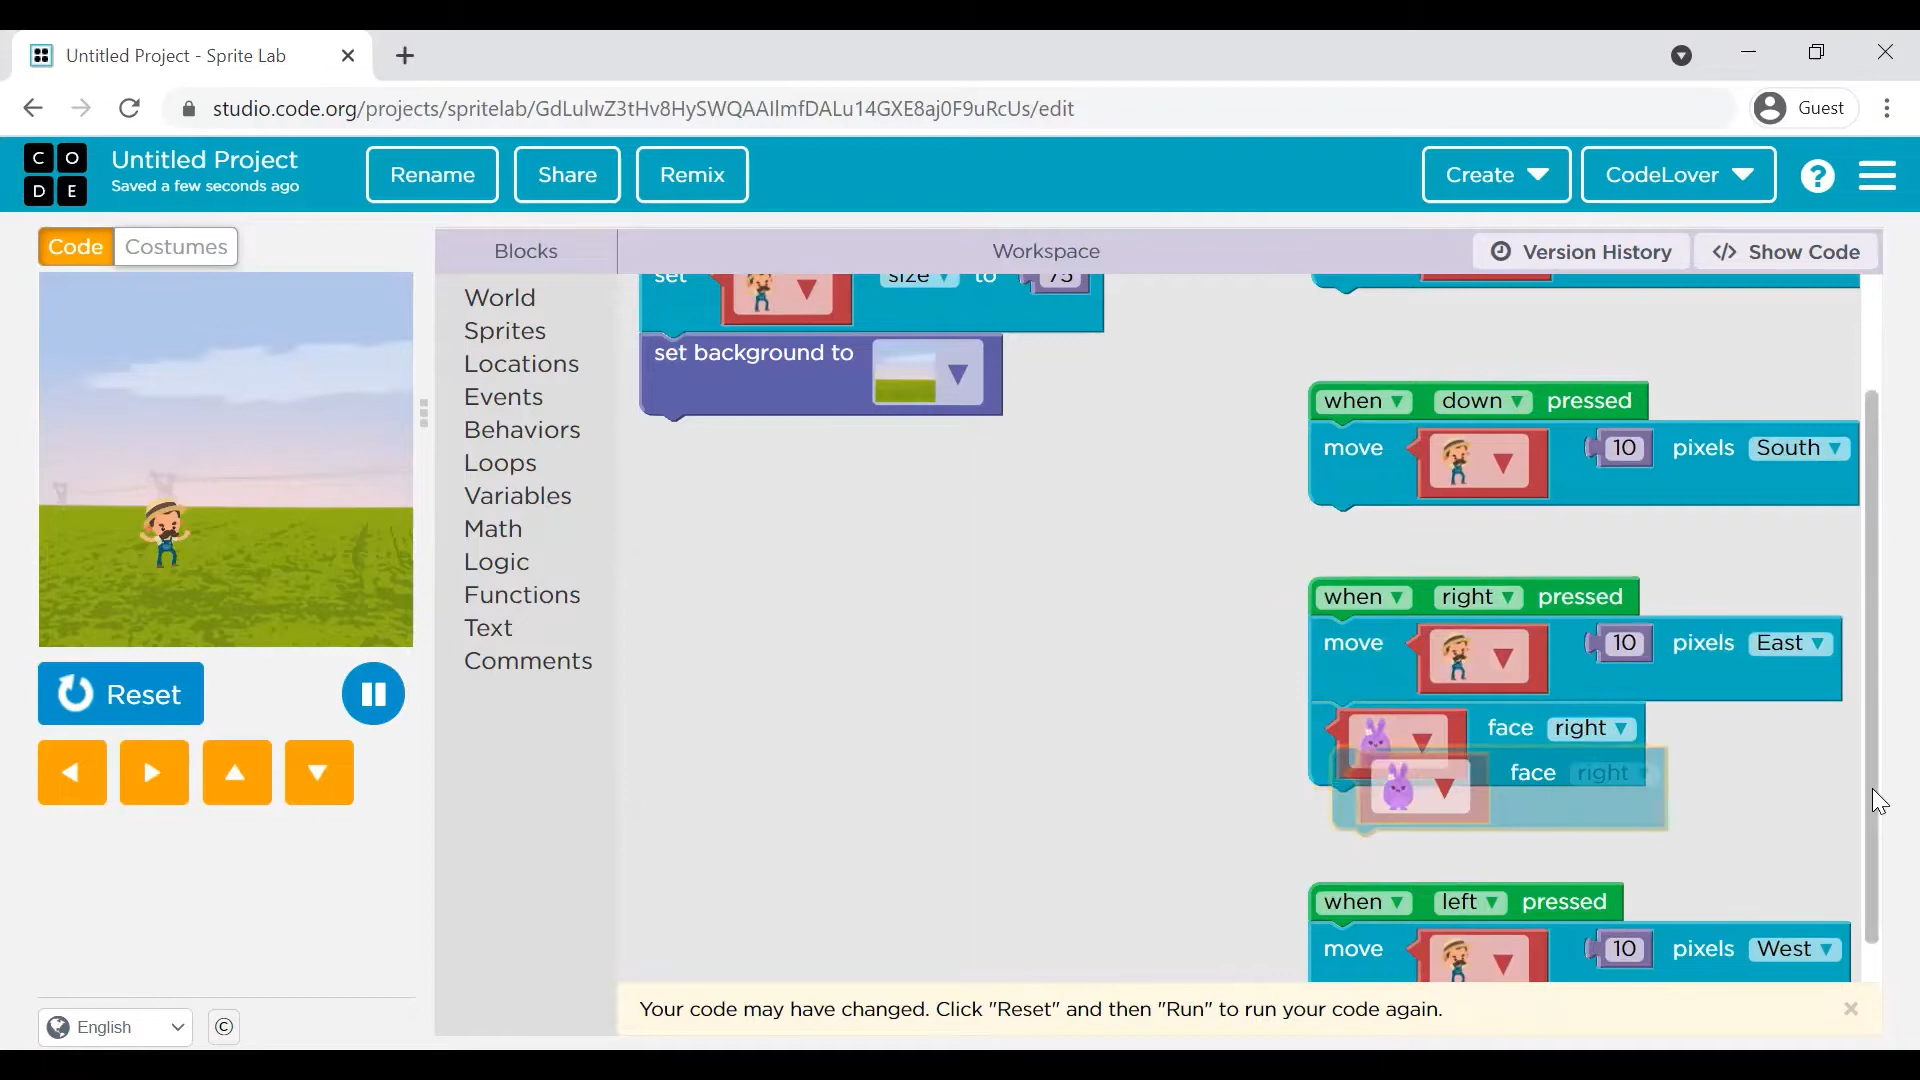 Untitled Project - Sprite Lab
studio.code.org/projects/spritelab/GdLulwZ3tHv8HySWQAAIlmfDALu14GXE8aj0F9uRcUs/edit
Guest
C O D E
Untitled Project
Saved a few seconds ago
Rename
Share
Remix
Create
CodeLover
?
Code
Costumes
Blocks
Workspace
Version History
Show Code
World
Sprites
Locations
Events
Behaviors
Loops
Variables
Math
Logic
Functions
Text
Comments
set size to 75
set background to
when down pressed
move 10 pixels South
when right pressed
move 10 pixels East
face right
face right
when left pressed
move 10 pixels West
Reset
English
©
Your code may have changed. Click "Reset" and then "Run" to run your code again.